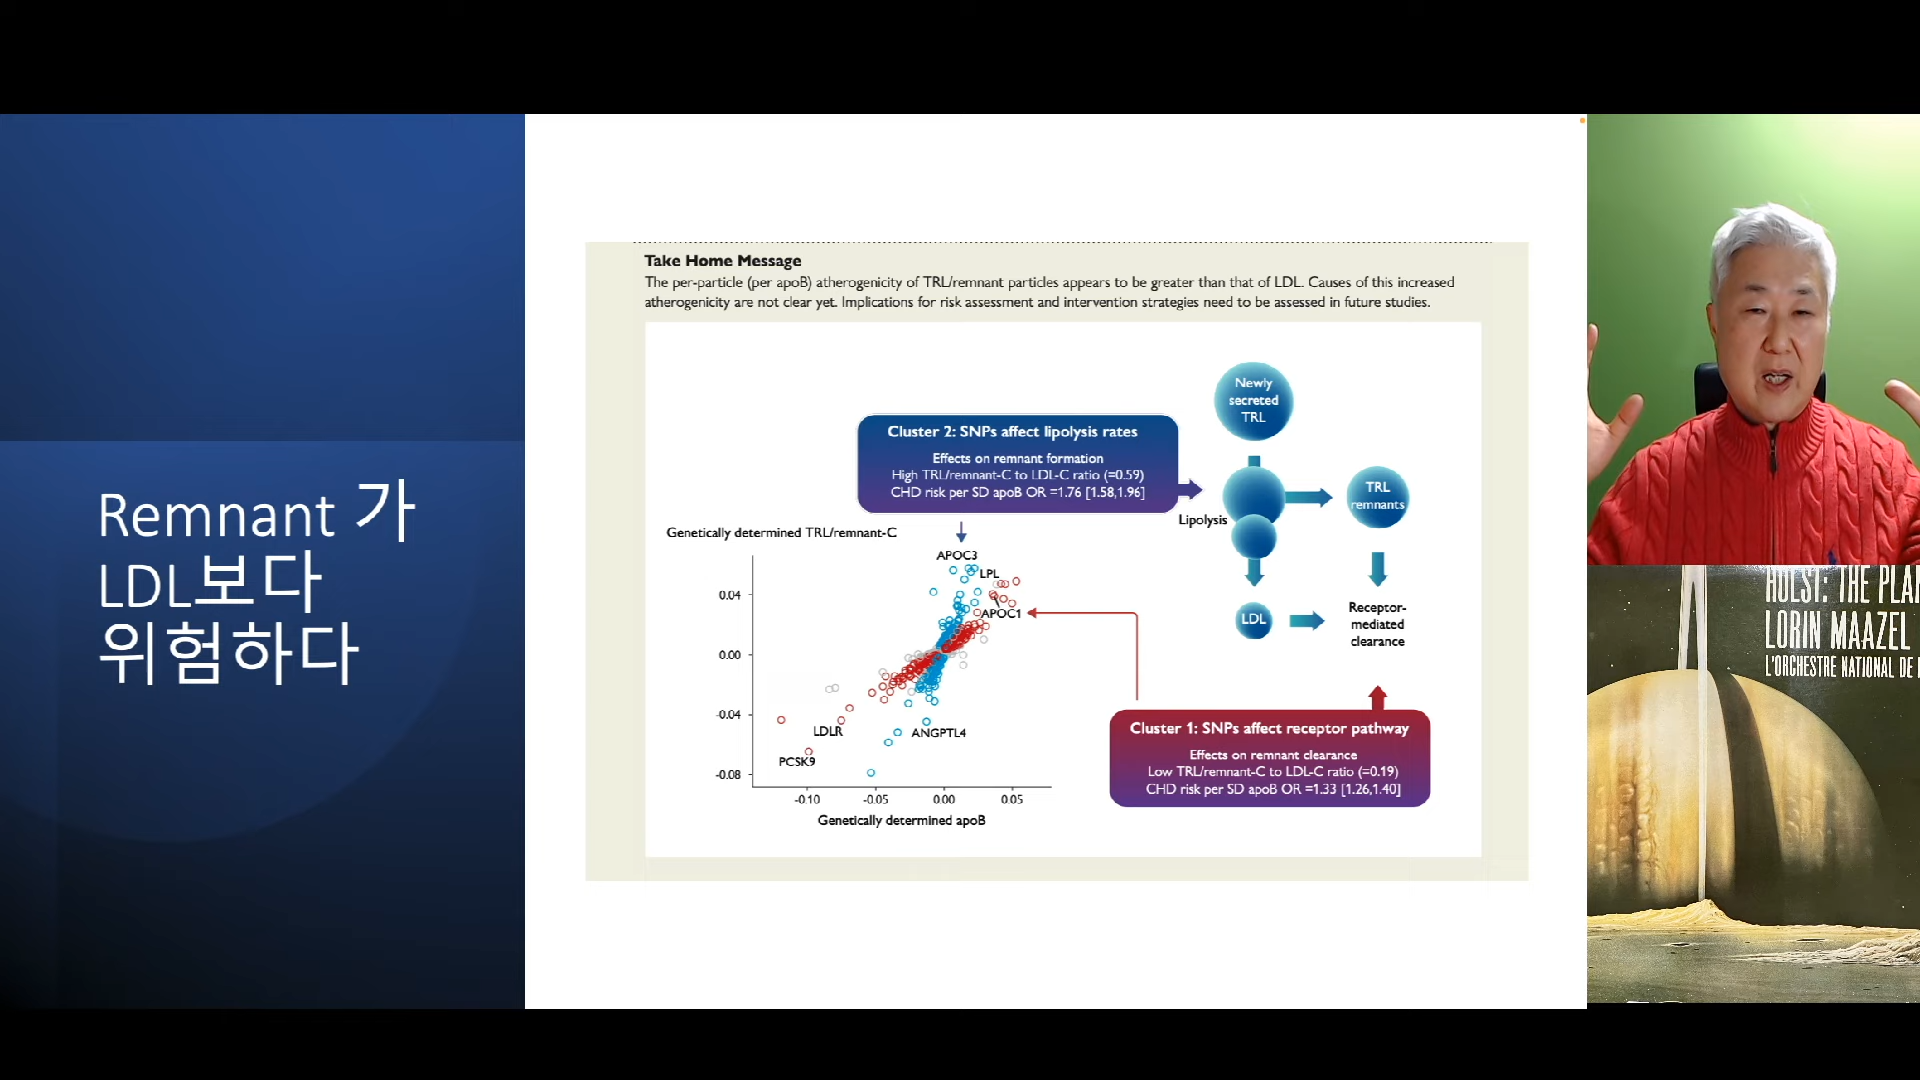 Remnant 가
LDL보다
위험하다
Take Home Message
The per-particle (per apoB) atherogenicity of TRL/remnant particles appears to be greater than that of LDL. Causes of this increased
atherogenicity are not clear yet. Implications for risk assessment and intervention strategies need to be assessed in future studies.
Cluster 2: SNPs affect lipolysis rates
Effects on remnant formation
High TRL/remnant-C to LDL-C ratio (=0.59)
CHD risk per SD apoB OR =1.76 [1.58,1.96]
Newly
secreted
TRL
Lipolysis
TRL
remnants
LDL
Receptor-
mediated
clearance
Genetically determined TRL/remnant-C
APOC3
LPL
APOC1
LDLR
PCSK9
ANGPTL4
0.04
0.00
-0.04
-0.08
-0.10
-0.05
0.00
0.05
Genetically determined apoB
Cluster 1: SNPs affect receptor pathway
Effects on remnant clearance
Low TRL/remnant-C to LDL-C ratio (=0.19)
CHD risk per SD apoB OR =1.33 [1.26,1.40]
HOLST: THE PLA
LORIN MAAZEL
L'ORCHESTRE NATIONAL DE